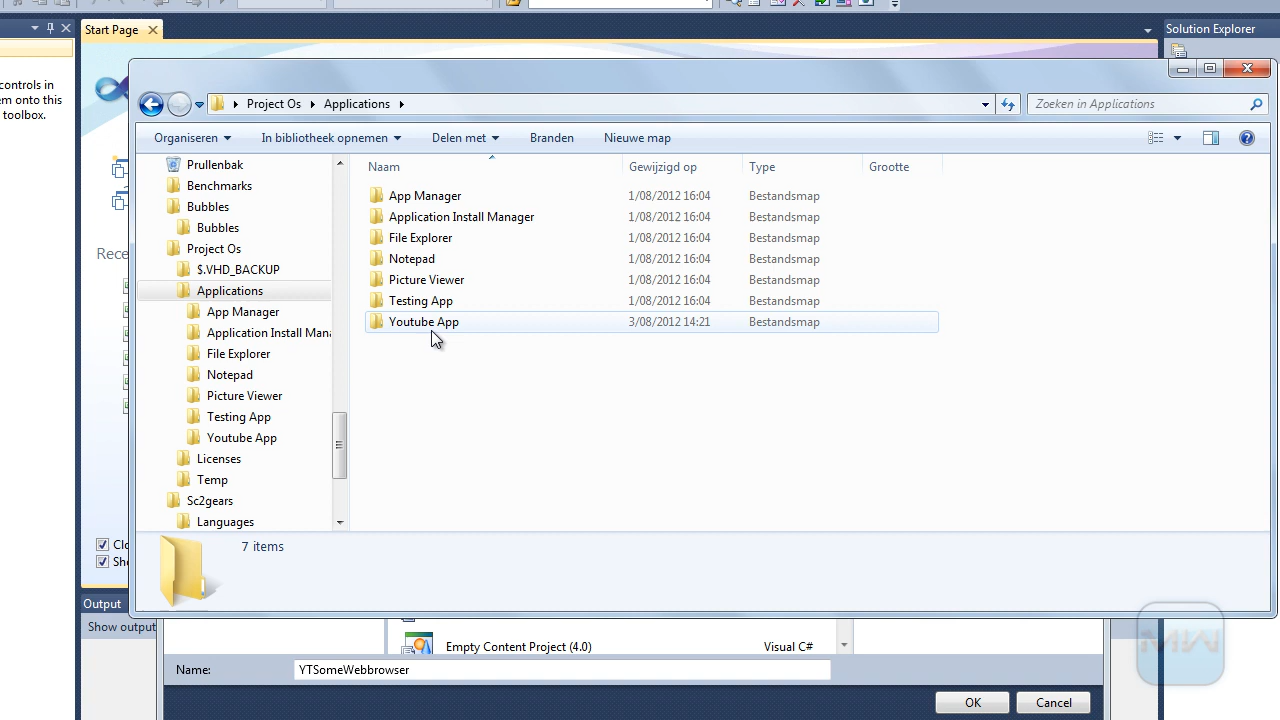 Start Page
Solution Explorer
controls in
em onto this
toolbox.
Project Os
Applications
Zoeken in Applications
Organiseren
In bibliotheek opnemen
Delen met
Branden
Nieuwe map
Prullenbak
Benchmarks
Bubbles
Bubbles
Project Os
$.VHD_BACKUP
Applications
App Manager
Application Install Mana
File Explorer
Notepad
Picture Viewer
Testing App
Youtube App
Licenses
Temp
Sc2gears
Languages
Naam Gewijzigd op Type Grootte
App Manager 1/08/2012 16:04 Bestandsmap
Application Install Manager 1/08/2012 16:04 Bestandsmap
File Explorer 1/08/2012 16:04 Bestandsmap
Notepad 1/08/2012 16:04 Bestandsmap
Picture Viewer 1/08/2012 16:04 Bestandsmap
Testing App 1/08/2012 16:04 Bestandsmap
Youtube App 3/08/2012 14:21 Bestandsmap
Rece
Clo
Sho
7 items
Output
Show output
Empty Content Project (4.0) Visual C#
Name: YTSomeWebbrowser
OK Cancel
MW